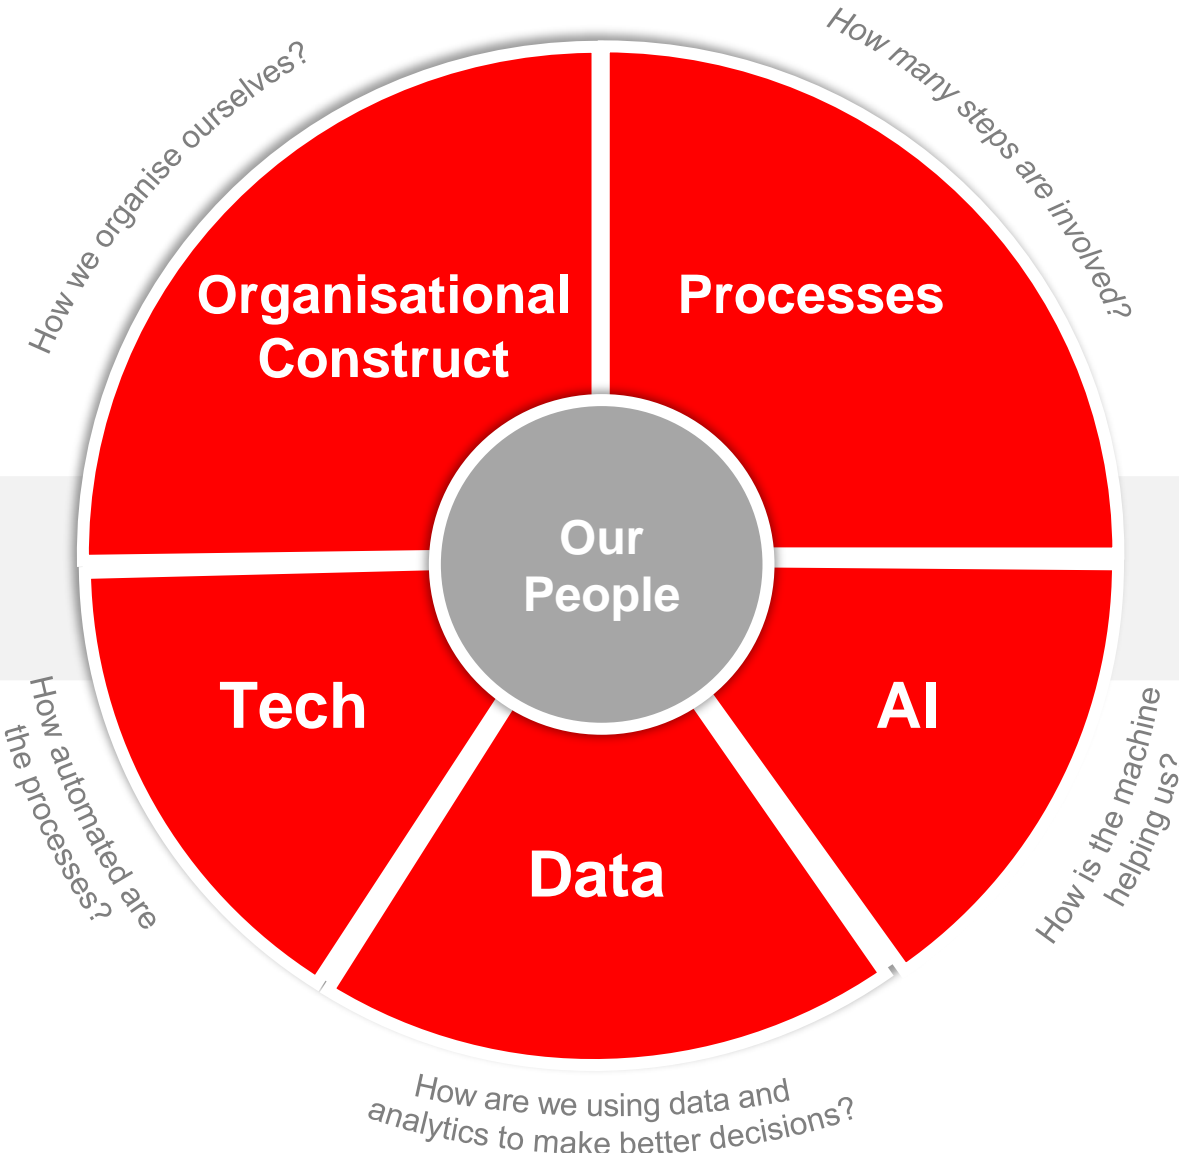 How we organise ourselves?
How many steps are involved?
Organisational
Construct
Processes
Our
People
Tech
AI
Data
How automated are
the processes?
How is the machine
helping us?
How are we using data and
analytics to make better decisions?